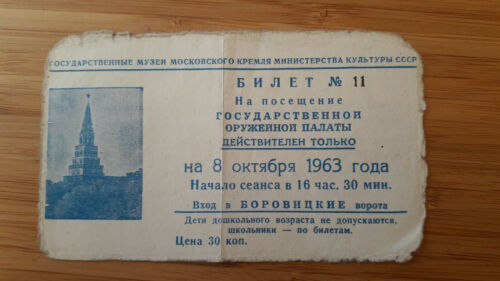 ГОСУДАРСТВЕННЫЕ МУЗЕИ МОСКОВСКОГО КРЕМЛЯ МИНИСТЕРСТВА КУЛЬТУРЫ СССР
БИЛЕТ № 11
На посещение
ГОСУДАРСТВЕННОЙ
ОРУЖЕЙНОЙ ПАЛАТЫ
ДЕЙСТВИТЕЛЕН ТОЛЬКО
на 8 октября 1963 года
Начало сеанса в 16 час. 30 мин.
Вход в БОРОВИЦКИЕ ворота
Дети дошкольного возраста не допускаются,
школьники — по билетам.
Цена 30 коп.